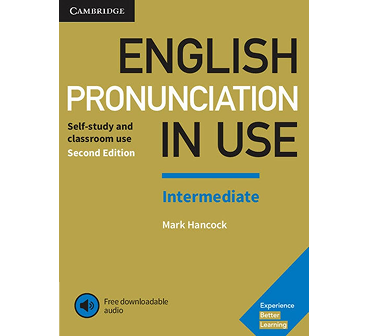 CAMBRIDGE
ENGLISH
PRONUNCIATION
IN USE
Self-study and
classroom use
Second Edition
Intermediate
Mark Hancock
Free downloadable
audio
Experience
Better
Learning